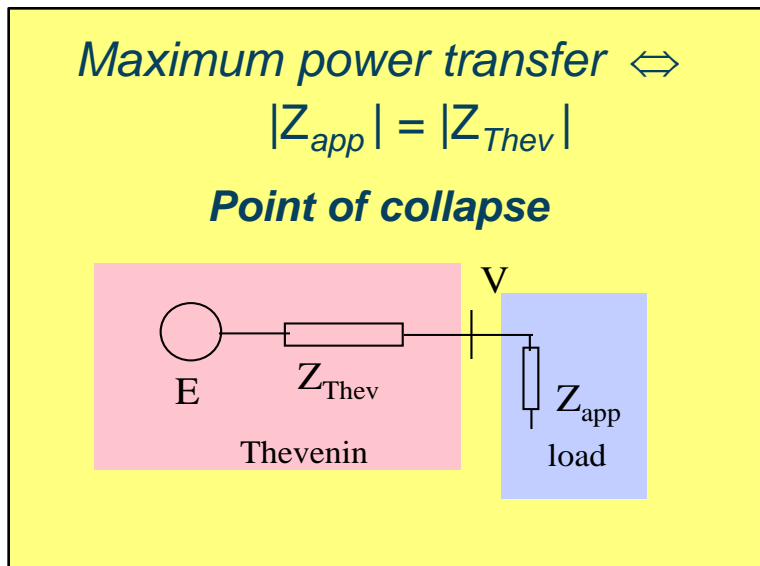 Maximum power transfer ⇔
|Z_app| = |Z_Thev|
Point of collapse
V
E
Z_Thev
Z_app
Thevenin
load